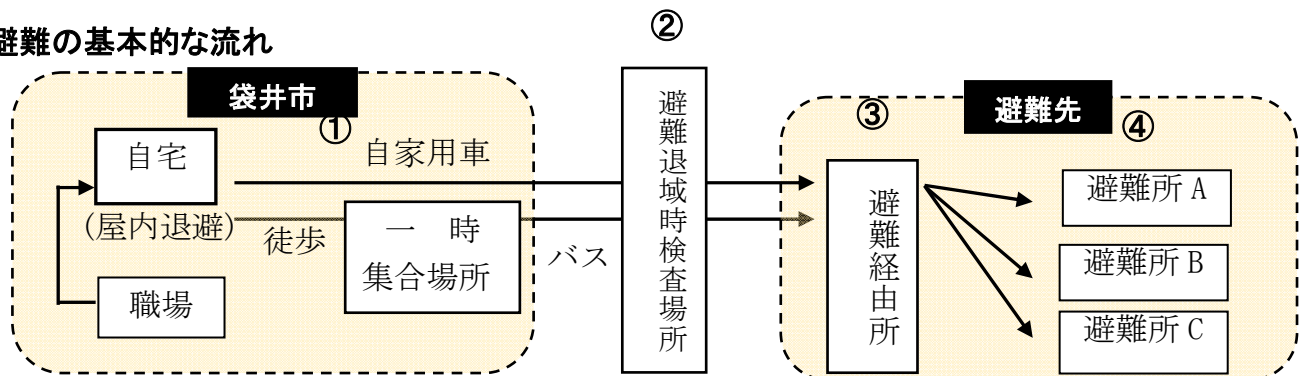 ②
避難の基本的な流れ
袋井市
①
自宅
(屋内退避)
職場
自家用車
徒歩
一　時
集合場所
バス
避難退域時検査場所
③
避難先
④
避難経由所
避難所 A
避難所 B
避難所 C